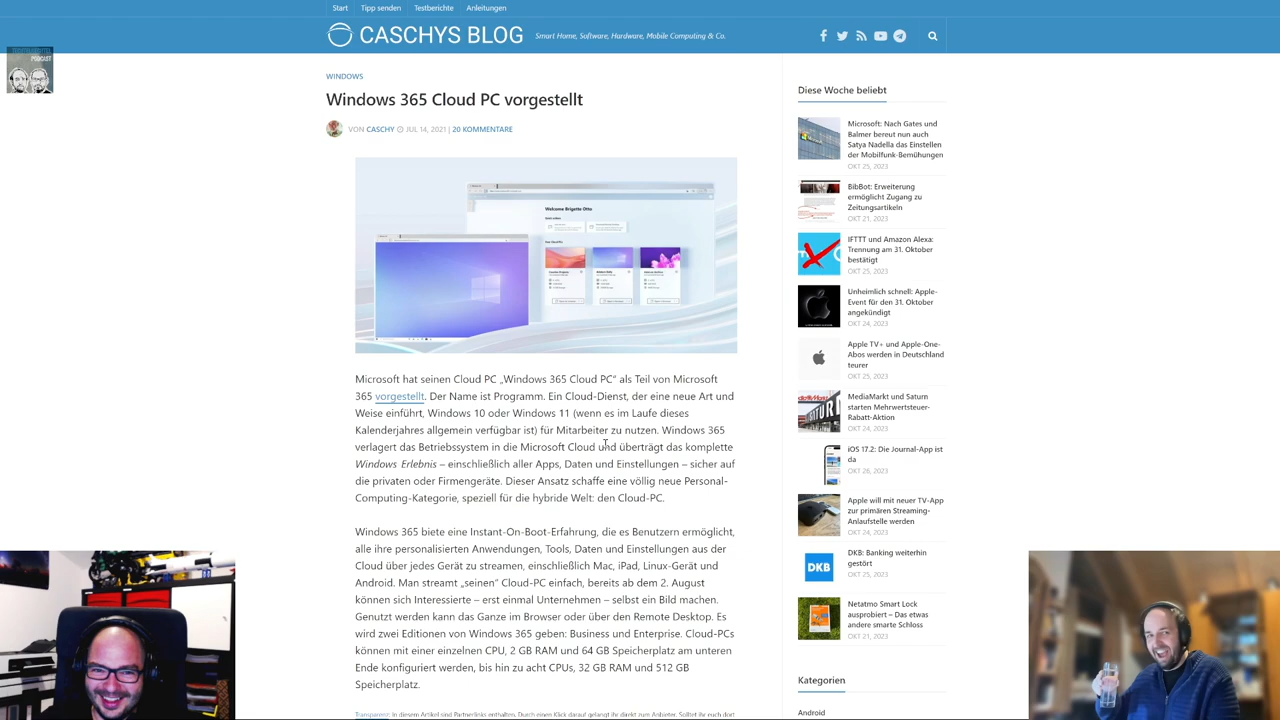 Start Tipp senden Testberichte Anleitungen
CASCHYS BLOG Smart Home, Software, Hardware, Mobile Computing & Co.
PODCAST
WINDOWS
Windows 365 Cloud PC vorgestellt
VON CASCHY JUL 14, 2021 | 20 KOMMENTARE
Welcome Brigette Otto
Microsoft hat seinen Cloud PC „Windows 365 Cloud PC“ als Teil von Microsoft
365 vorgestellt. Der Name ist Programm. Ein Cloud-Dienst, der eine neue Art und
Weise einführt, Windows 10 oder Windows 11 (wenn es im Laufe dieses
Kalenderjahres allgemein verfügbar ist) für Mitarbeiter zu nutzen. Windows 365
verlagert das Betriebssystem in die Microsoft Cloud und überträgt das komplette
Windows Erlebnis – einschließlich aller Apps, Daten und Einstellungen – sicher auf
die privaten oder Firmengeräte. Dieser Ansatz schaffe eine völlig neue Personal-
Computing-Kategorie, speziell für die hybride Welt: den Cloud-PC.
Windows 365 biete eine Instant-On-Boot-Erfahrung, die es Benutzern ermöglicht,
alle ihre personalisierten Anwendungen, Tools, Daten und Einstellungen aus der
Cloud über jedes Gerät zu streamen, einschließlich Mac, iPad, Linux-Gerät und
Android. Man streamt „seinen“ Cloud-PC einfach, bereits ab dem 2. August
können sich Interessierte – erst einmal Unternehmen – selbst ein Bild machen.
Genutzt werden kann das Ganze im Browser oder über den Remote Desktop. Es
wird zwei Editionen von Windows 365 geben: Business und Enterprise. Cloud-PCs
können mit einer einzelnen CPU, 2 GB RAM und 64 GB Speicherplatz am unteren
Ende konfiguriert werden, bis hin zu acht CPUs, 32 GB RAM und 512 GB
Speicherplatz.
Transparenz: In diesem Artikel sind Partnerlinks enthalten. Durch einen Klick darauf gelangt ihr direkt zum Anbieter. Solltet ihr euch dort
Diese Woche beliebt
Microsoft: Nach Gates und
Balmer bereut nun auch
Satya Nadella das Einstellen
der Mobilfunk-Bemühungen
OKT 25, 2023
BibBot: Erweiterung
ermöglicht Zugang zu
Zeitungsartikeln
OKT 21, 2023
IFTTT und Amazon Alexa:
Trennung am 31. Oktober
bestätigt
OKT 25, 2023
Unheimlich schnell: Apple-
Event für den 31. Oktober
angekündigt
OKT 24, 2023
Apple TV+ und Apple-One-
Abos werden in Deutschland
teurer
OKT 25, 2023
MediaMarkt und Saturn
starten Mehrwertsteuer-
Rabatt-Aktion
OKT 24, 2023
iOS 17.2: Die Journal-App ist
da
OKT 26, 2023
Apple will mit neuer TV-App
zur primären Streaming-
Anlaufstelle werden
OKT 24, 2023
DKB
DKB: Banking weiterhin
gestört
OKT 25, 2023
Netatmo Smart Lock
ausprobiert – Das etwas
andere smarte Schloss
OKT 21, 2023
Kategorien
Android